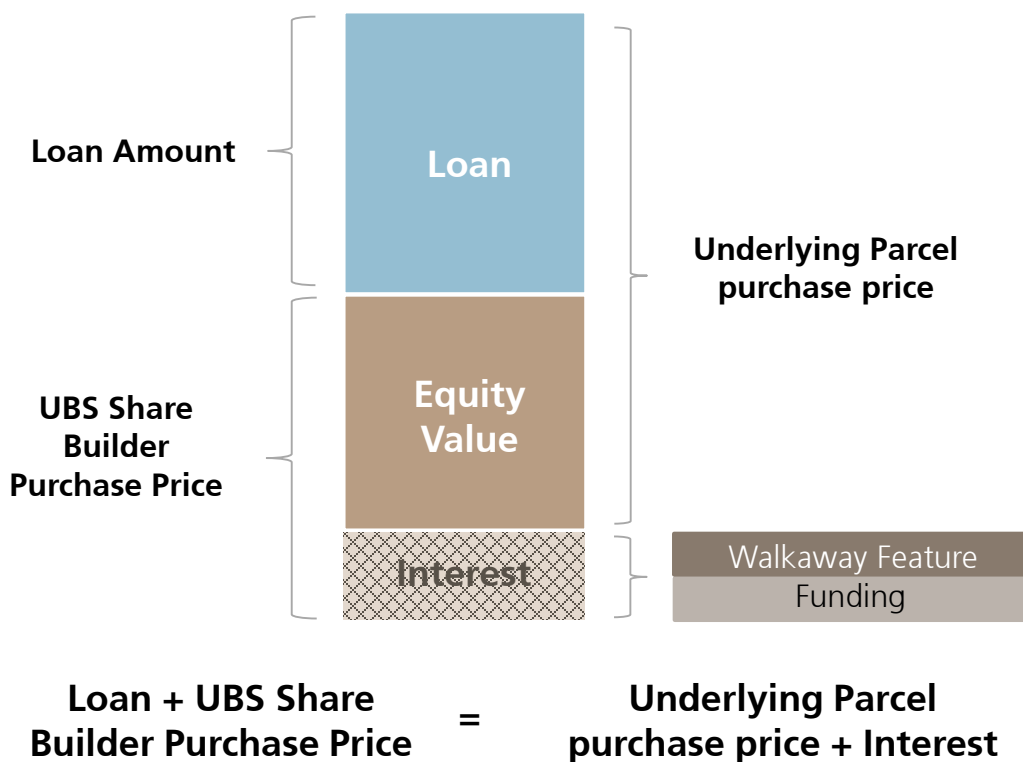 Loan Amount
Loan
Underlying Parcel
purchase price
UBS Share
Builder
Purchase Price
Equity
Value
Interest
Walkaway Feature
Funding
Loan + UBS Share
Builder Purchase Price
=
Underlying Parcel
purchase price + Interest